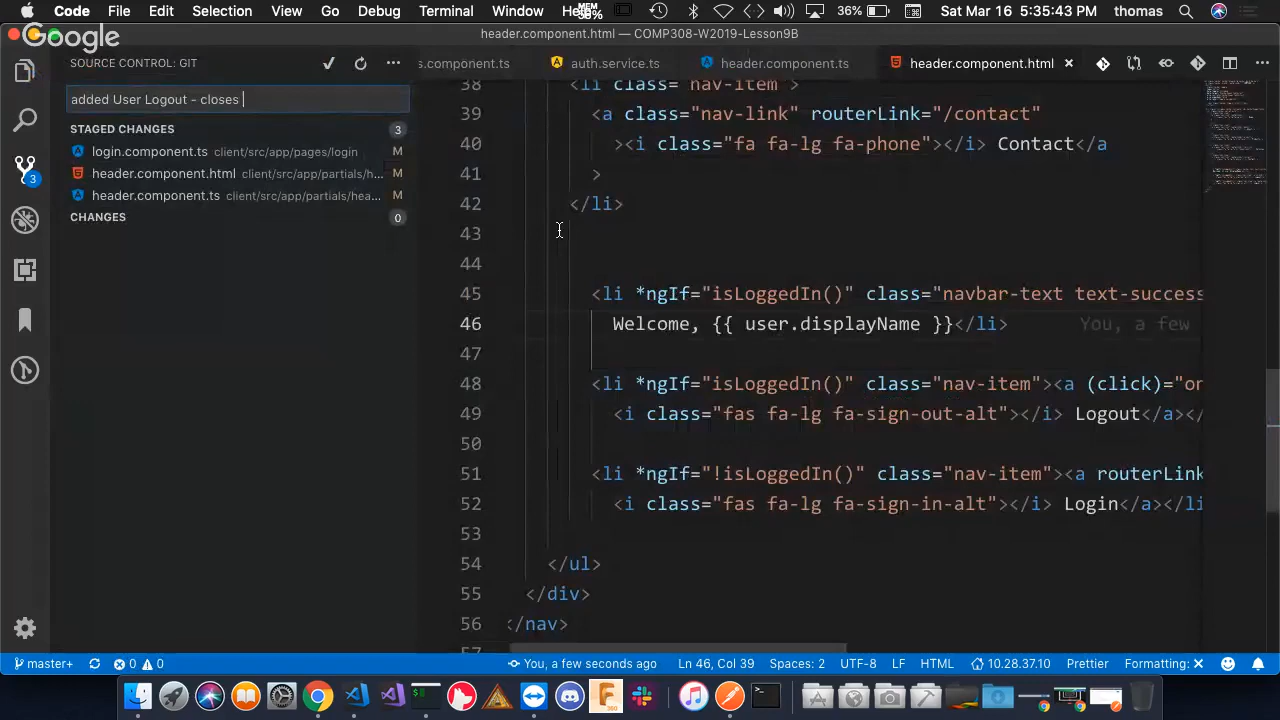 Code File Edit Selection View Go Debug Terminal Window Help MEM 58% 36% Sat Mar 16 5:35:43 PM thomas
header.component.html — COMP308-W2019-Lesson9B
Google
SOURCE CONTROL: GIT
s.component.ts auth.service.ts header.component.ts header.component.html
added User Logout - closes
STAGED CHANGES 3
login.component.ts client/src/app/pages/login M
header.component.html client/src/app/partials/h... M
header.component.ts client/src/app/partials/hea... M
CHANGES 0
3
38 <li class="nav-item">
39 <a class="nav-link" routerLink="/contact"
40 ><i class="fa fa-lg fa-phone"></i> Contact</a
41 >
42 </li>
43
44
45 <li *ngIf="isLoggedIn()" class="navbar-text text-success
46 Welcome, {{ user.displayName }}</li> You, a few
47
48 <li *ngIf="isLoggedIn()" class="nav-item"><a (click)="on
49 <i class="fas fa-lg fa-sign-out-alt"></i> Logout</a></
50
51 <li *ngIf="!isLoggedIn()" class="nav-item"><a routerLink
52 <i class="fas fa-lg fa-sign-in-alt"></i> Login</a></li
53
54 </ul>
55 </div>
56 </nav>
57
master+ 0 0 You, a few seconds ago Ln 46, Col 39 Spaces: 2 UTF-8 LF HTML 10.28.37.10 Prettier Formatting: ✕